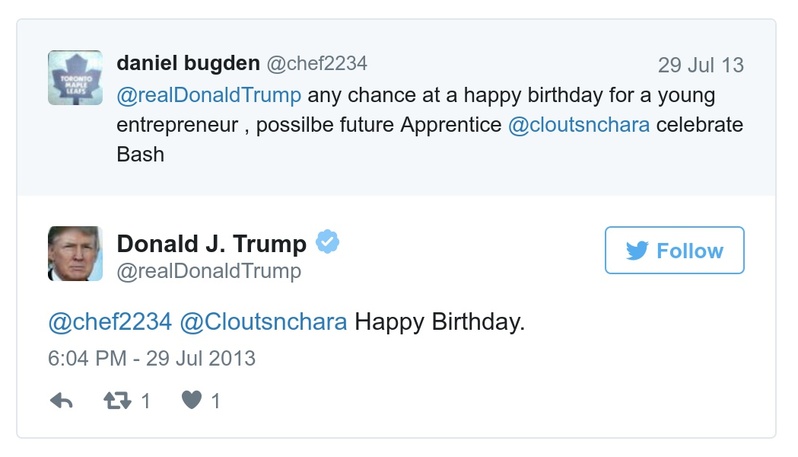 daniel bugden @chef2234
29 Jul 13
@realDonaldTrump any chance at a happy birthday for a young
entrepreneur , possilbe future Apprentice @cloutsnchara celebrate
Bash
TORONTO
MAPLE
LEAFS
Donald J. Trump
@realDonaldTrump
Follow
@chef2234 @Cloutsnchara Happy Birthday.
6:04 PM - 29 Jul 2013
1 1